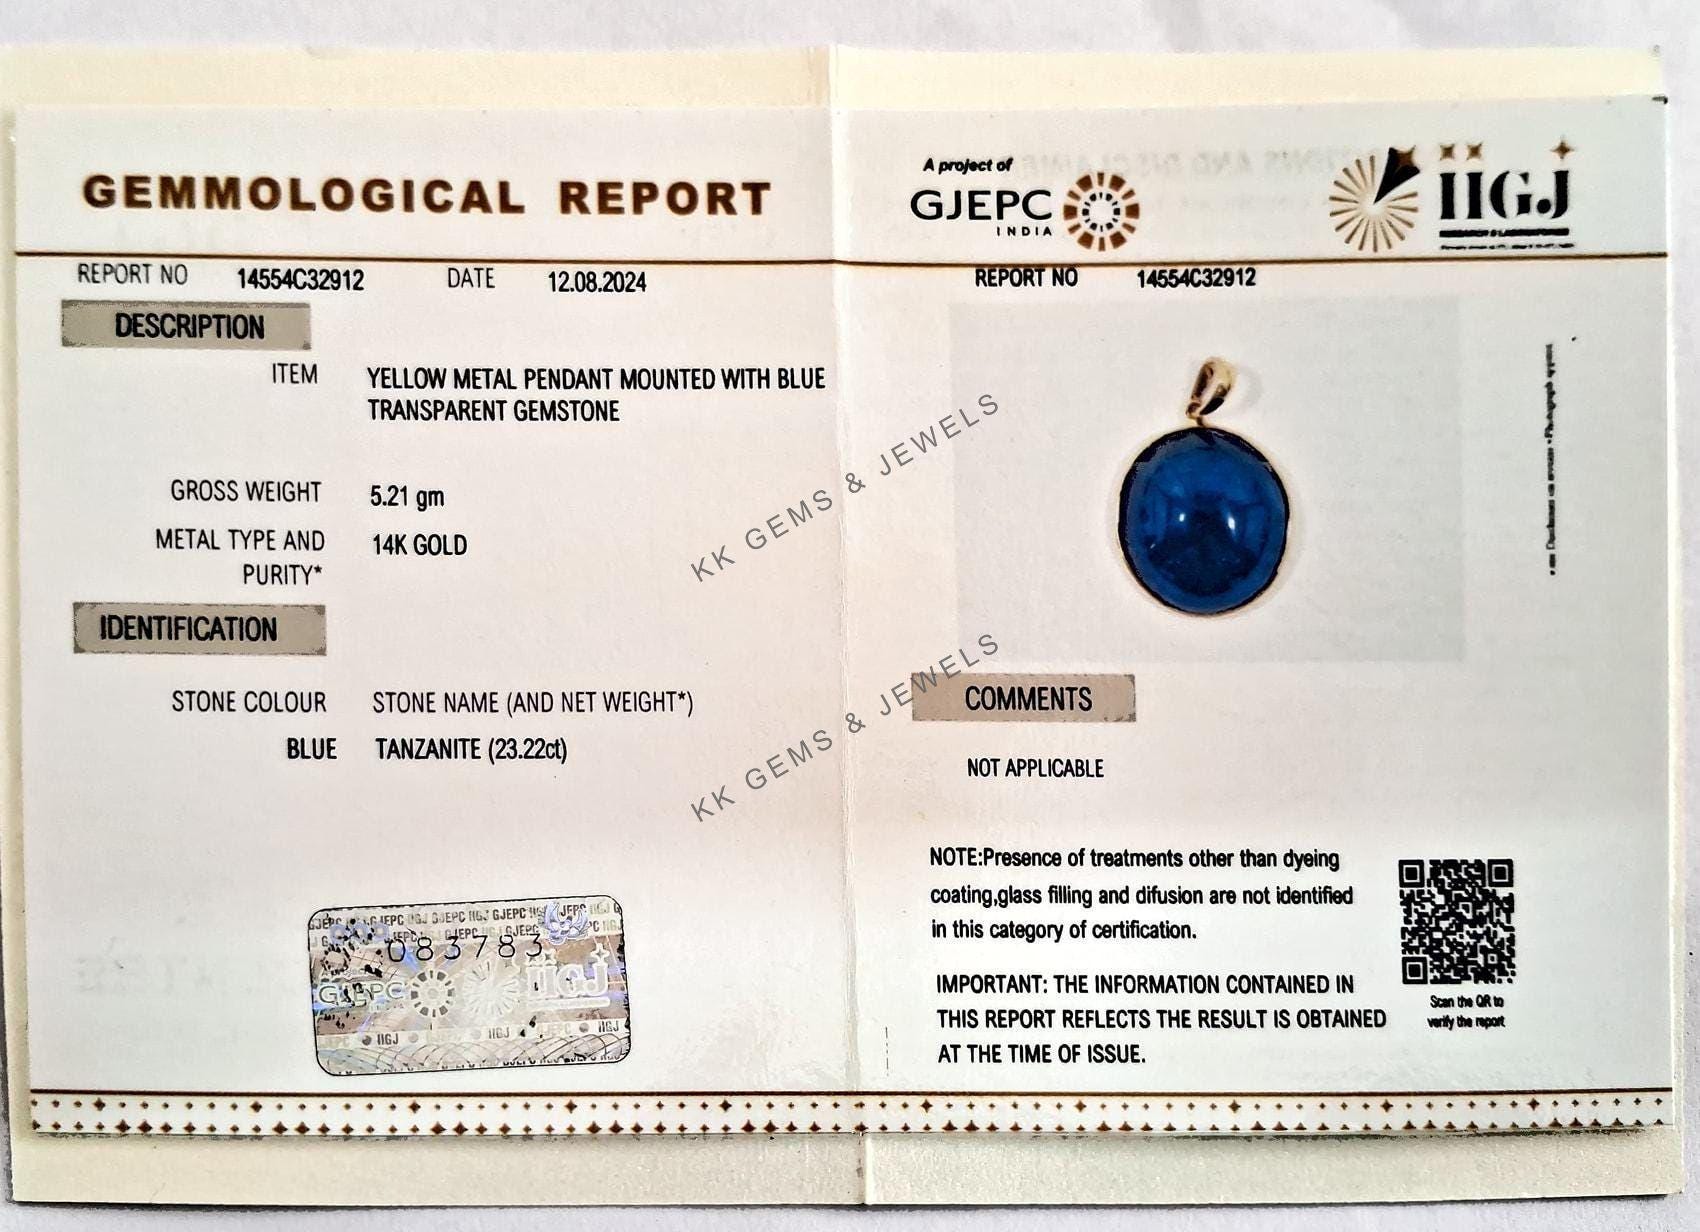 GEMMOLOGICAL REPORT
REPORT NO 14554C32912 DATE 12.08.2024
DESCRIPTION
ITEM YELLOW METAL PENDANT MOUNTED WITH BLUE
TRANSPARENT GEMSTONE
GROSS WEIGHT 5.21 gm
METAL TYPE AND 14K GOLD
PURITY*
IDENTIFICATION
STONE COLOUR STONE NAME (AND NET WEIGHT*)
BLUE TANZANITE (23.22ct)
083783
GJEPC IIGJ
A project of
GJEPC
INDIA
IIGJ
RESEARCH & LABORATORIES
REPORT NO 14554C32912
COMMENTS
NOT APPLICABLE
NOTE:Presence of treatments other than dyeing
coating,glass filling and difusion are not identified
in this category of certification.
IMPORTANT: THE INFORMATION CONTAINED IN
THIS REPORT REFLECTS THE RESULT IS OBTAINED
AT THE TIME OF ISSUE.
Scan the QR to
verify the report
KK GEMS & JEWELS
KK GEMS & JEWELS